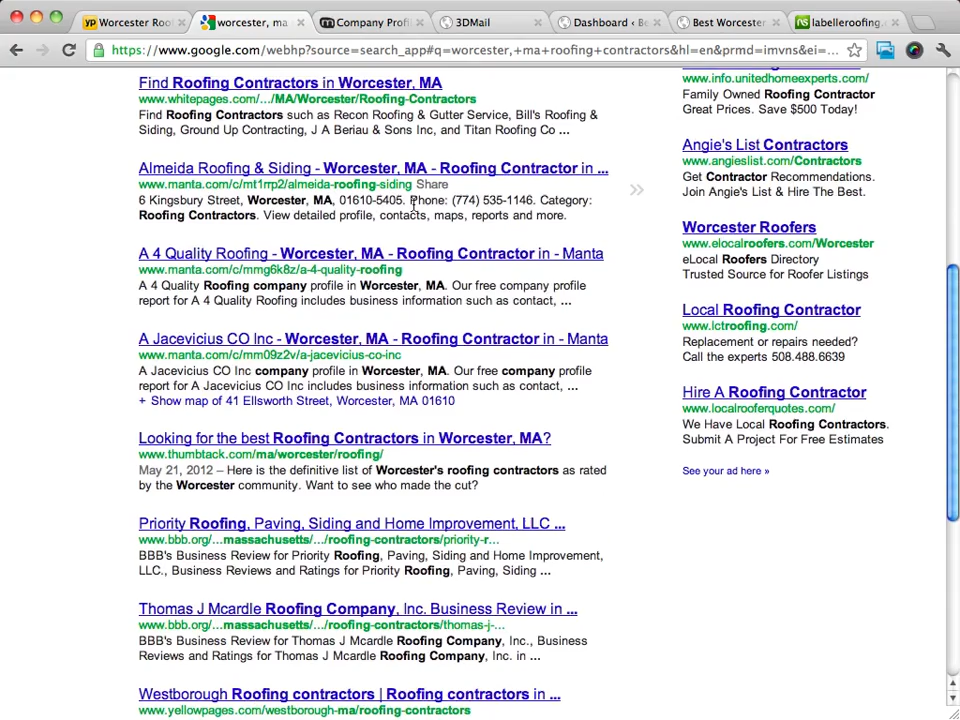 Worcester Roo
worcester, ma
Company Profi
3DMail
Dashboard ‹ Be
Best Worcester
labelleroofing.c
https://www.google.com/webhp?source=search_app#q=worcester,+ma+roofing+contractors&hl=en&prmd=imvns&ei=...
Find Roofing Contractors in Worcester, MA
www.whitepages.com/.../MA/Worcester/Roofing-Contractors
Find Roofing Contractors such as Recon Roofing & Gutter Service, Bill's Roofing &
Siding, Ground Up Contracting, J A Beriau & Sons Inc, and Titan Roofing Co ...
Almeida Roofing & Siding - Worcester, MA - Roofing Contractor in ...
www.manta.com/c/mt1rrp2/almeida-roofing-siding Share
6 Kingsbury Street, Worcester, MA, 01610-5405. Phone: (774) 535-1146. Category:
Roofing Contractors. View detailed profile, contacts, maps, reports and more.
A 4 Quality Roofing - Worcester, MA - Roofing Contractor in - Manta
www.manta.com/c/mmg6k8z/a-4-quality-roofing
A 4 Quality Roofing company profile in Worcester, MA. Our free company profile
report for A 4 Quality Roofing includes business information such as contact, ...
A Jacevicius CO Inc - Worcester, MA - Roofing Contractor in - Manta
www.manta.com/c/mm09z2v/a-jacevicius-co-inc
A Jacevicius CO Inc company profile in Worcester, MA. Our free company profile
report for A Jacevicius CO Inc includes business information such as contact, ...
+ Show map of 41 Ellsworth Street, Worcester, MA 01610
Looking for the best Roofing Contractors in Worcester, MA?
www.thumbtack.com/ma/worcester/roofing/
May 21, 2012 – Here is the definitive list of Worcester's roofing contractors as rated
by the Worcester community. Want to see who made the cut?
Priority Roofing, Paving, Siding and Home Improvement, LLC ...
www.bbb.org/...massachusetts/.../roofing-contractors/priority-r...
BBB's Business Review for Priority Roofing, Paving, Siding and Home Improvement,
LLC., Business Reviews and Ratings for Priority Roofing, Paving, Siding ...
Thomas J Mcardle Roofing Company, Inc. Business Review in ...
www.bbb.org/...massachusetts/.../roofing-contractors/thomas-j-...
BBB's Business Review for Thomas J Mcardle Roofing Company, Inc., Business
Reviews and Ratings for Thomas J Mcardle Roofing Company, Inc. in ...
Westborough Roofing contractors | Roofing contractors in ...
www.yellowpages.com/westborough-ma/roofing-contractors
www.info.unitedhomeexperts.com/
Family Owned Roofing Contractor
Great Prices. Save $500 Today!
Angie's List Contractors
www.angieslist.com/Contractors
Get Contractor Recommendations.
Join Angie's List & Hire The Best.
Worcester Roofers
www.elocalroofers.com/Worcester
eLocal Roofers Directory
Trusted Source for Roofer Listings
Local Roofing Contractor
www.lctroofing.com/
Replacement or repairs needed?
Call the experts 508.488.6639
Hire A Roofing Contractor
www.localrooferquotes.com/
We Have Local Roofing Contractors.
Submit A Project For Free Estimates
See your ad here »